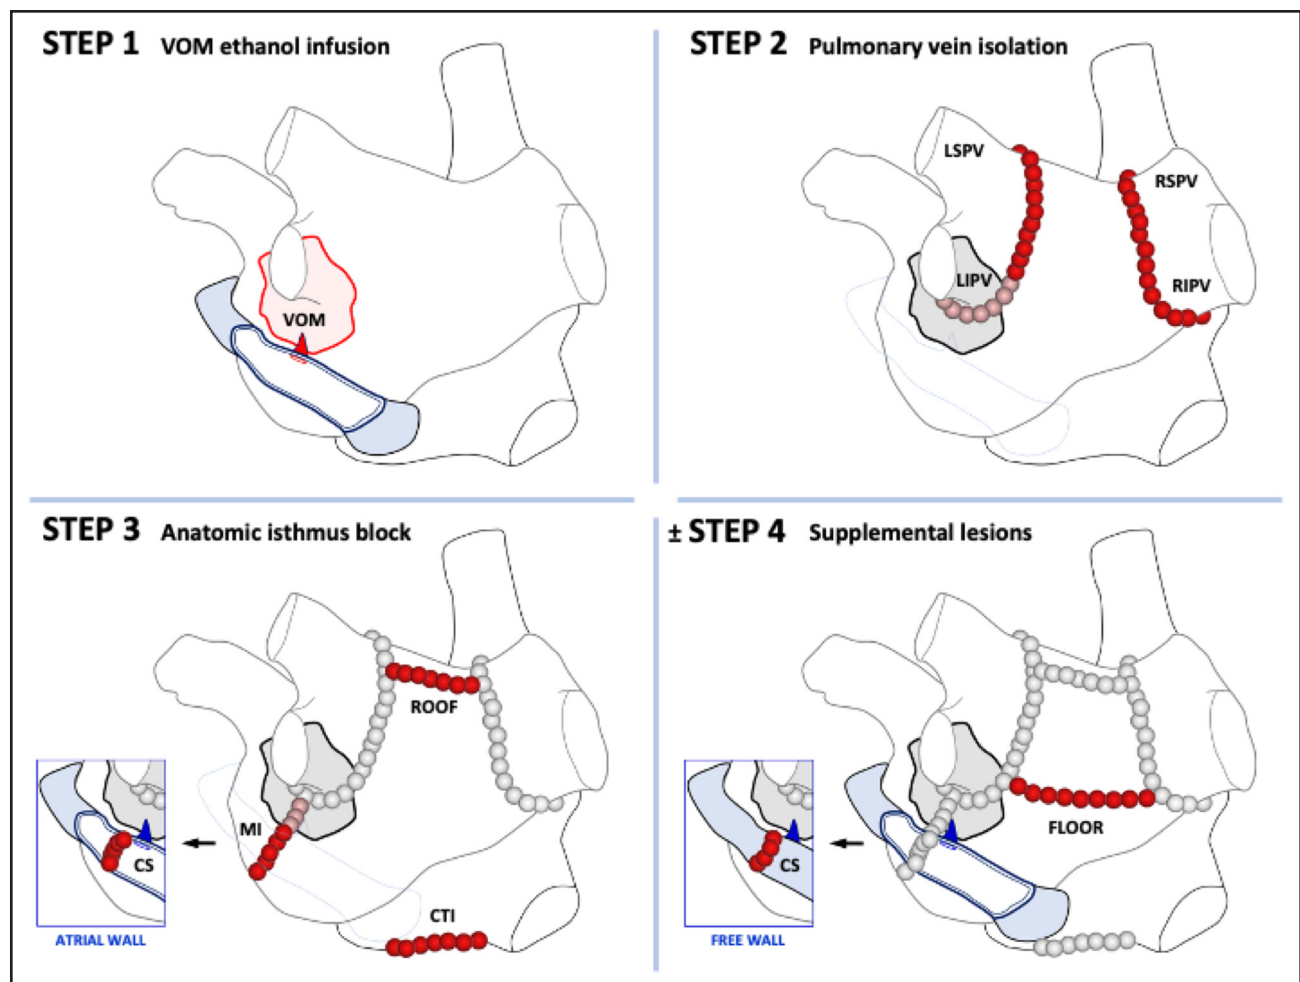 STEP 1 VOM ethanol infusion
VOM
STEP 2 Pulmonary vein isolation
LSPV
RSPV
LIPV
RIPV
STEP 3 Anatomic isthmus block
ROOF
MI
CS
CTI
ATRIAL WALL
± STEP 4 Supplemental lesions
FLOOR
CS
FREE WALL